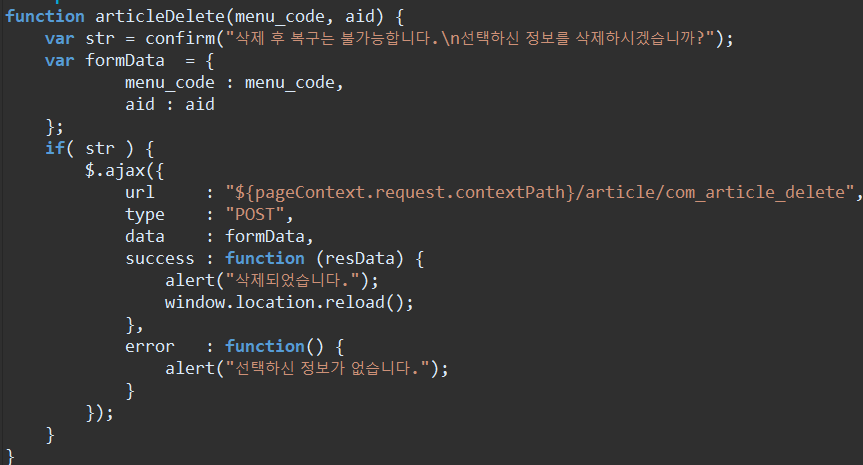 function articleDelete(menu_code, aid) {
    var str = confirm("삭제 후 복구는 불가능합니다.\n선택하신 정보를 삭제하시겠습니까?");
    var formData  = {
            menu_code : menu_code,
            aid : aid
    };
    if( str ) {
        $.ajax({
            url     : "${pageContext.request.contextPath}/article/com_article_delete",
            type    : "POST",
            data    : formData,
            success : function (resData) {
                alert("삭제되었습니다.");
                window.location.reload();
            },
            error   : function() {
                alert("선택하신 정보가 없습니다.");
            }
        });
    }
}